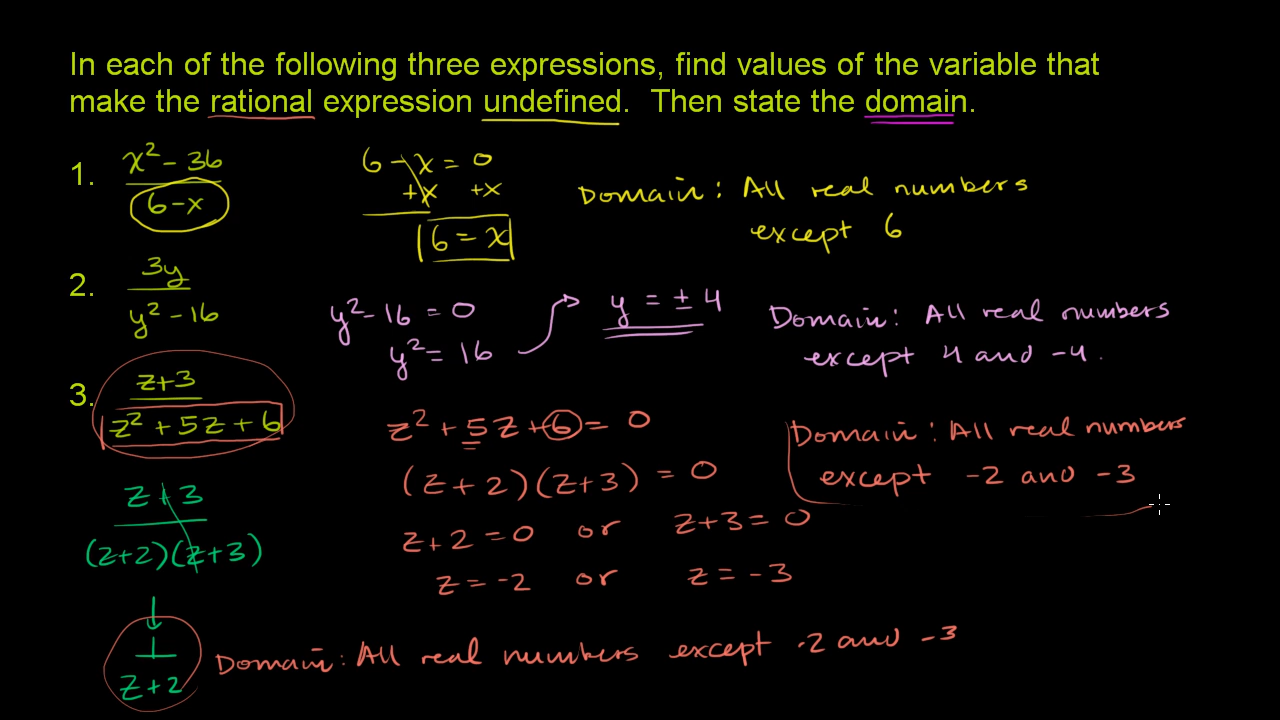 In each of the following three expressions, find values of the variable that
make the rational expression undefined. Then state the domain.
1.
x² - 36
6 - x
6 - x = 0
+x +x
6 = x
Domain: All real numbers
except 6
2.
3y
y² - 16
y² - 16 = 0
y² = 16
y = ± 4
Domain: All real numbers
except 4 and -4.
3.
z+3
z² + 5z + 6
z² + 5z + 6 = 0
(z + 2)(z+3) = 0
z+2 = 0 or z+3 = 0
z = -2 or z = -3
Domain: All real numbers
except -2 and -3
z+3
(z+2)(z+3)
1
z+2
Domain: All real numbers except -2 and -3